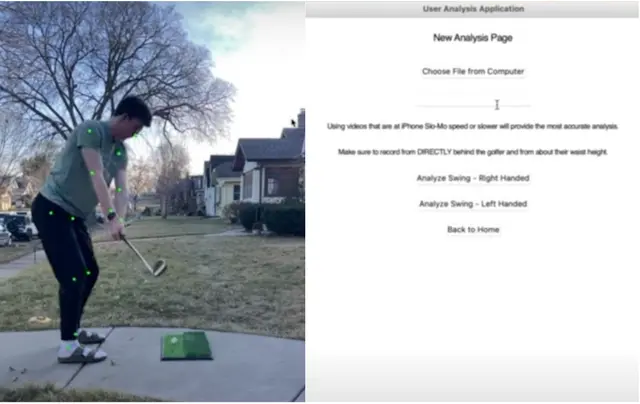 User Analysis Application
New Analysis Page
Choose File from Computer
Using videos that are at iPhone Slo-Mo speed or slower will provide the most accurate analysis.
Make sure to record from DIRECTLY behind the golfer and from about their waist height.
Analyze Swing - Right Handed
Analyze Swing - Left Handed
Back to Home